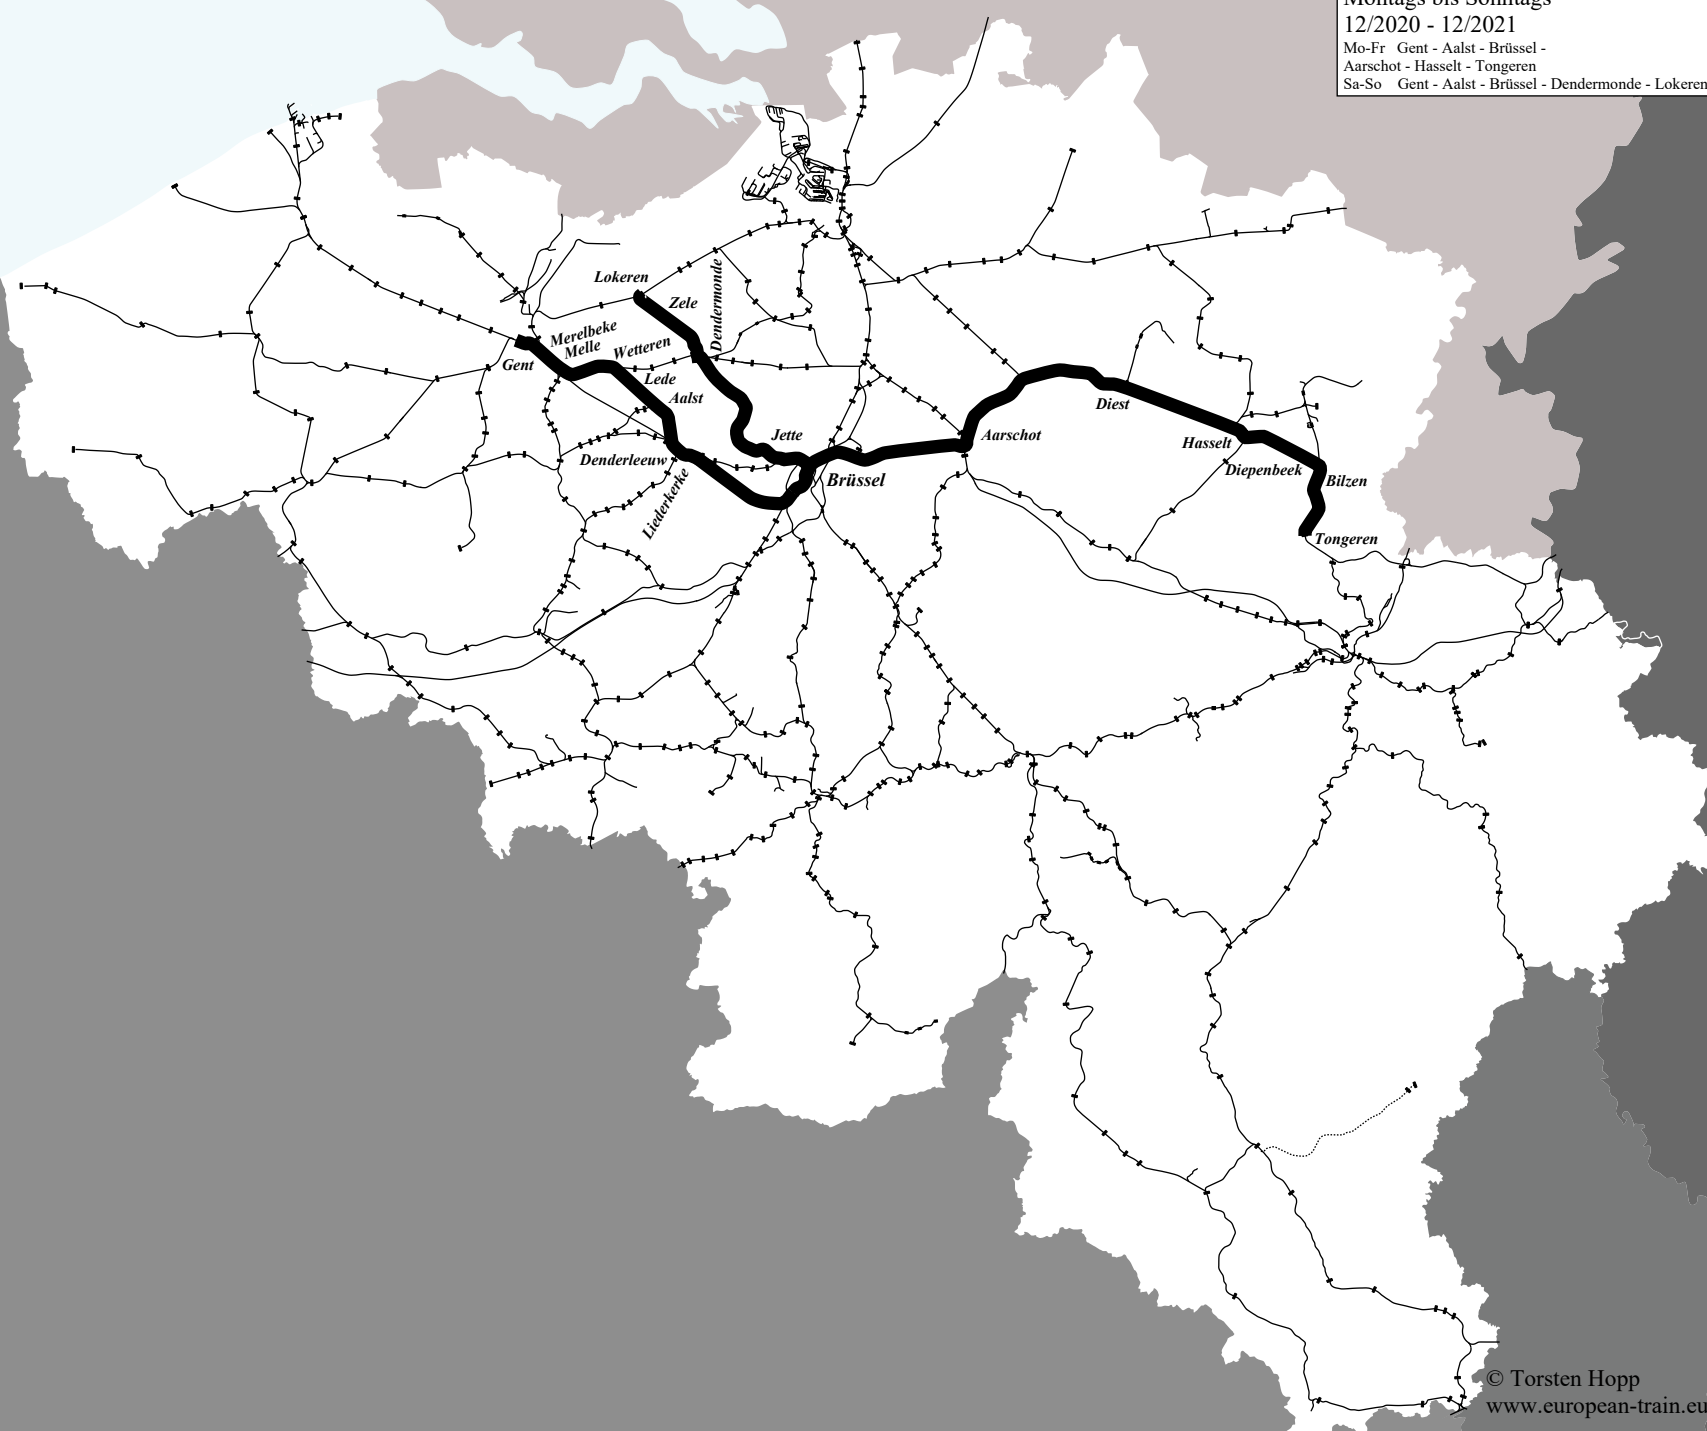 Montags bis Sonntags
12/2020 - 12/2021
Mo-Fr Gent - Aalst - Brüssel -
Aarschot - Hasselt - Tongeren
Sa-So Gent - Aalst - Brüssel - Dendermonde - Lokeren
Lokeren
Zele
Dendermonde
Merelbeke
Melle
Wetteren
Gent
Lede
Aalst
Diest
Jette
Aarschot
Hasselt
Denderleeuw
Diepenbeek
Brüssel
Bilzen
Liederkerke
Tongeren
© Torsten Hopp
www.european-train.eu